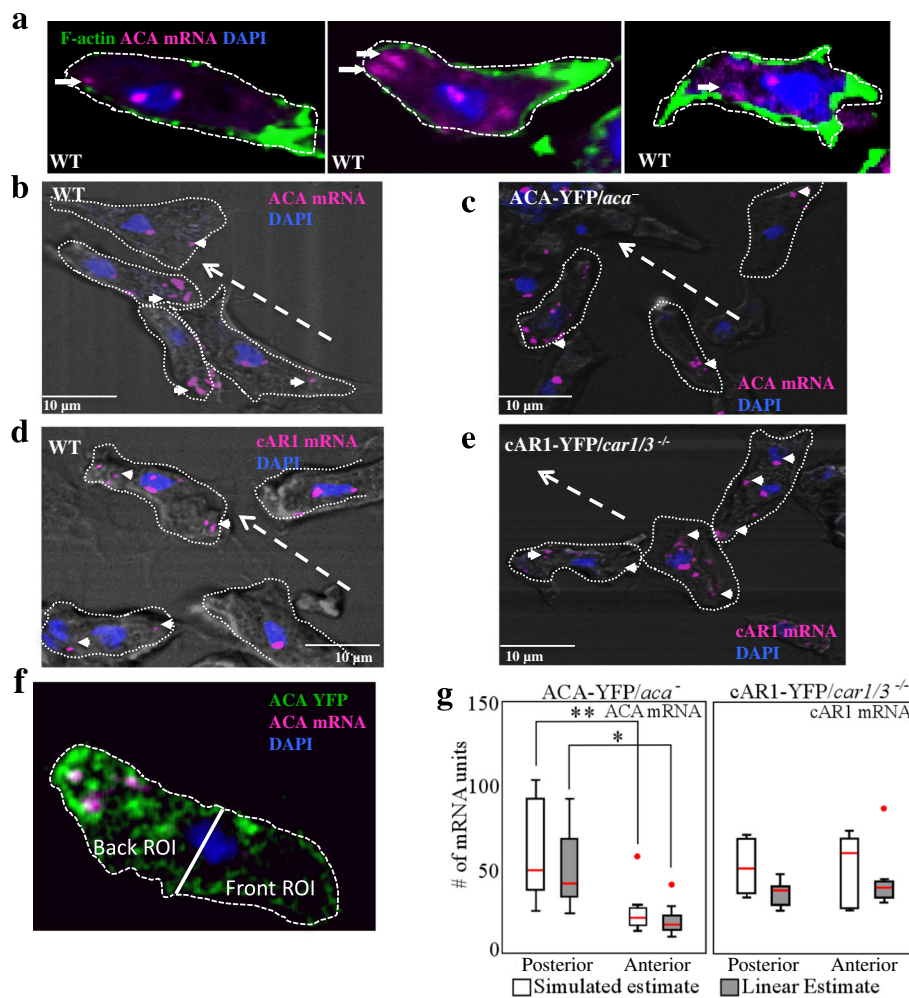 a
F-actin ACA mRNA DAPI
WT
WT
WT
b
WT
ACA mRNA
DAPI
10 μm
c
ACA-YFP/aca⁻
ACA mRNA
DAPI
10 μm
d
WT
cAR1 mRNA
DAPI
10 μm
e
cAR1-YFP/car1/3 ⁻/⁻
cAR1 mRNA
DAPI
10 μm
f
ACA YFP
ACA mRNA
DAPI
Back ROI
Front ROI
g
ACA-YFP/aca⁻
cAR1-YFP/car1/3 ⁻/⁻
ACA mRNA
cAR1 mRNA
**
*
# of mRNA units
150
100
50
0
Posterior Anterior Posterior Anterior
Simulated estimate Linear Estimate